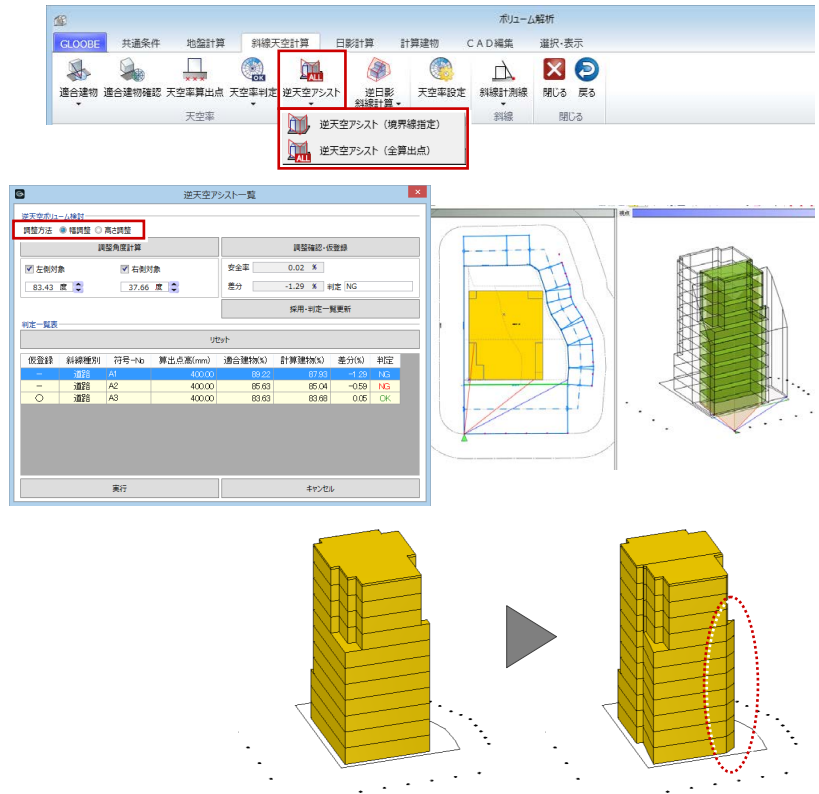 ボリューム解析
GLOOBE 共通条件 地盤計算 斜線天空計算 日影計算 計算建物 CAD編集 選択・表示
適合建物 適合建物確認 天空率算出点 天空率判定 逆天空アシスト 逆日影 天空率設定 斜線計測線 閉じる 戻る
OK ALL 斜線計算
天空率 斜線 閉じる
逆天空アシスト（境界線指定）
ALL 逆天空アシスト（全算出点）
逆天空アシスト一覧
逆天空ボリューム検討
調整方法 幅調整 高さ調整
調整角度計算 調整確認・仮登録
左側対象 右側対象 安全率 0.02 %
83.43 度 37.66 度 差分 -1.29 % 判定 NG
採用・判定一覧更新
判定一覧表
リセット
仮登録 斜線種別 符号-No 算出点高(mm) 適合建物(%) 計算建物(%) 差分(%) 判定
− 道路 A1 400.00 89.22 87.93 -1.29 NG
− 道路 A2 400.00 85.63 85.04 -0.59 NG
○ 道路 A3 400.00 83.63 83.68 0.05 OK
実行 キャンセル
視点